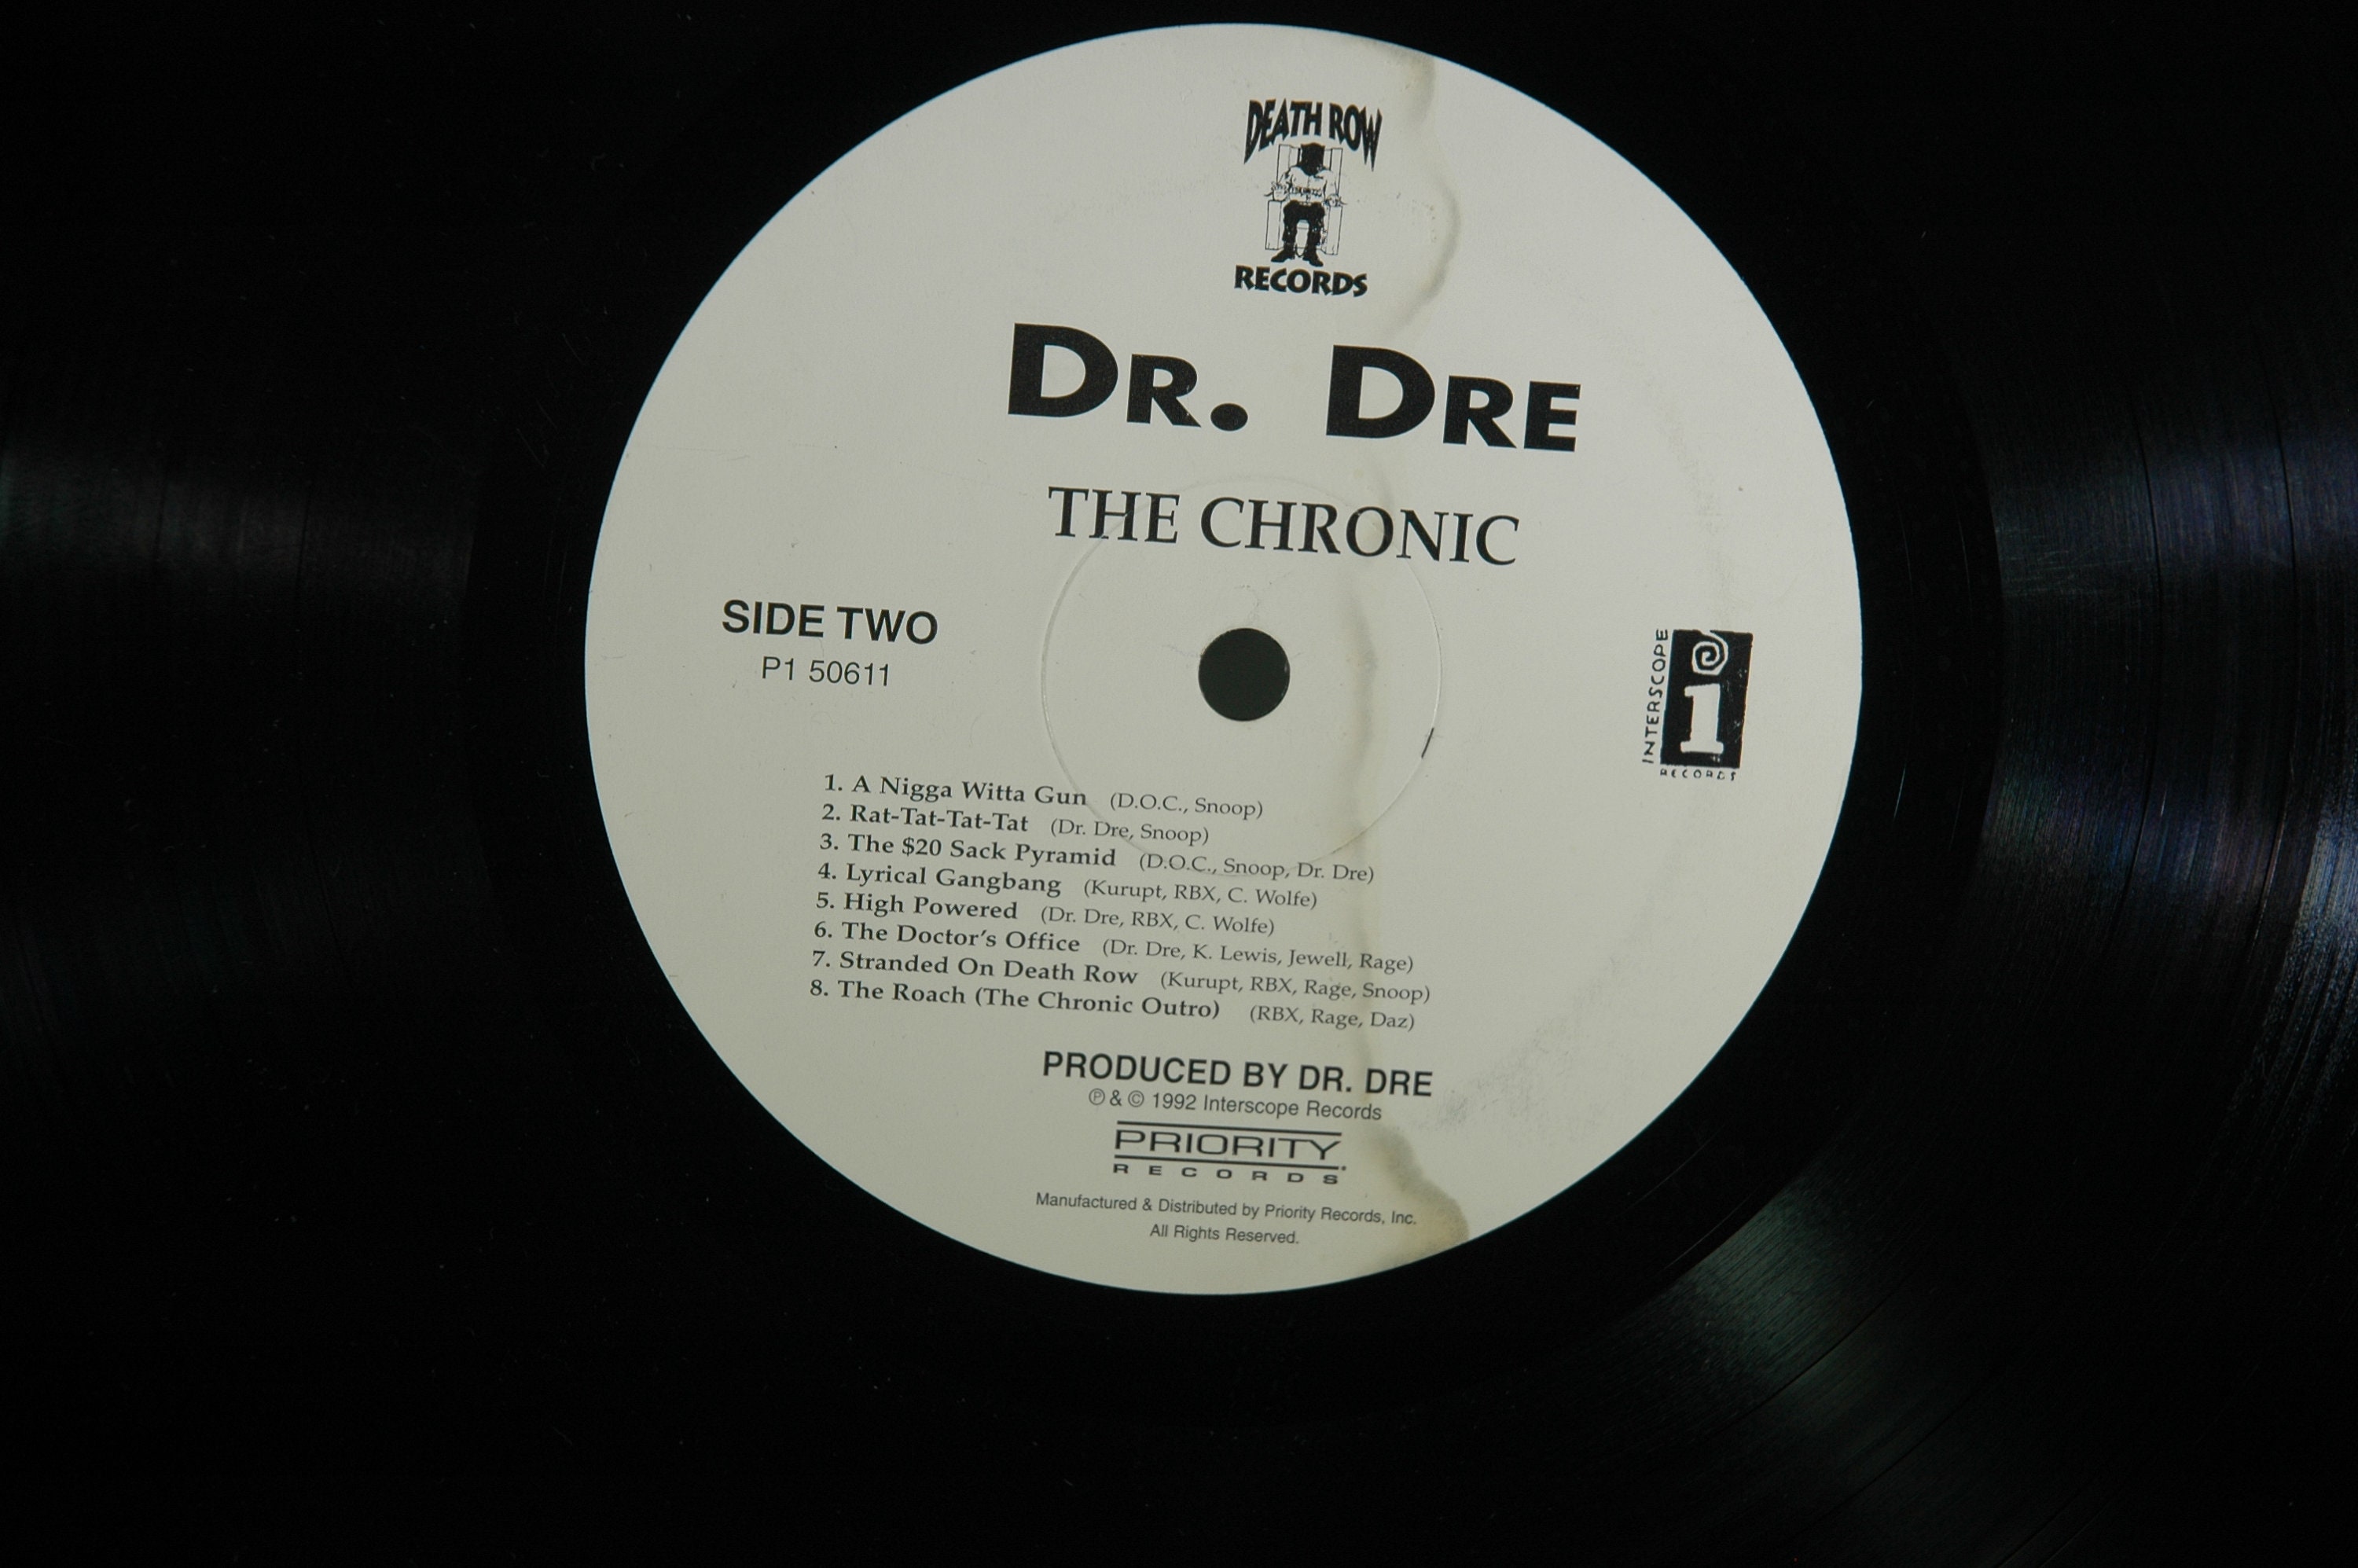 DEATH ROW
RECORDS
DR. DRE
THE CHRONIC
SIDE TWO
P1 50611
INTERSCOPE
i
RECORDS
1. A Nigga Witta Gun (D.O.C., Snoop)
2. Rat-Tat-Tat-Tat (Dr. Dre, Snoop)
3. The $20 Sack Pyramid (D.O.C., Snoop, Dr. Dre)
4. Lyrical Gangbang (Kurupt, RBX, C. Wolfe)
5. High Powered (Dr. Dre, RBX, C. Wolfe)
6. The Doctor's Office (Dr. Dre, K. Lewis, Jewell, Rage)
7. Stranded On Death Row (Kurupt, RBX, Rage, Snoop)
8. The Roach (The Chronic Outro) (RBX, Rage, Daz)
PRODUCED BY DR. DRE
℗ & © 1992 Interscope Records
PRIORITY
RECORDS
Manufactured & Distributed by Priority Records, Inc.
All Rights Reserved.